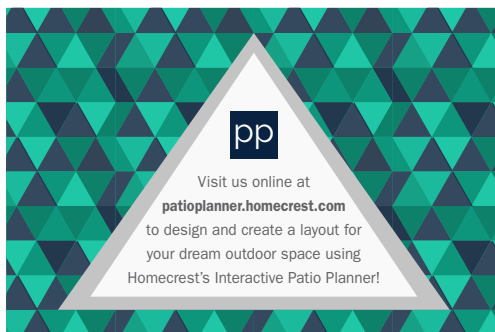 pp
Visit us online at
patioplanner.homecrest.com
to design and create a layout for
your dream outdoor space using
Homecrest's Interactive Patio Planner!